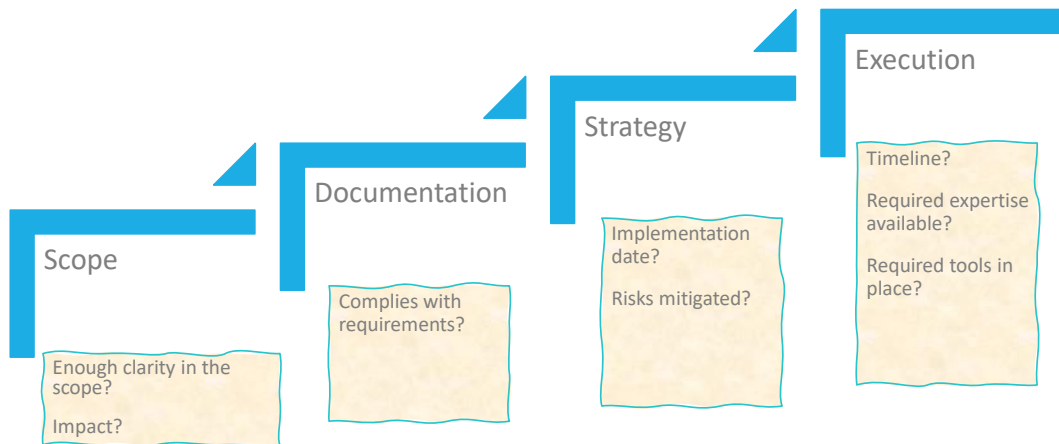 Scope
Enough clarity in the
scope?
Impact?
Documentation
Complies with
requirements?
Strategy
Implementation
date?
Risks mitigated?
Execution
Timeline?
Required expertise
available?
Required tools in
place?